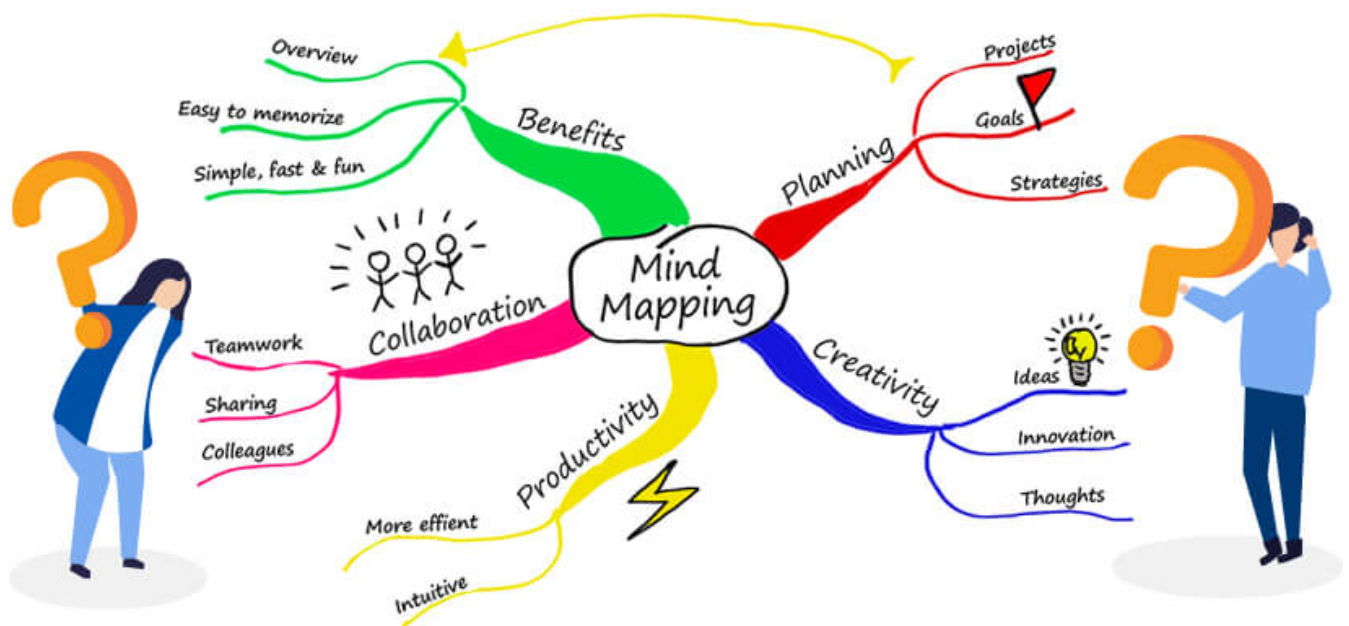 Mind
Mapping
Benefits
Overview
Easy to memorize
Simple, fast & fun
Planning
Projects
Goals
Strategies
Collaboration
Teamwork
Sharing
Colleagues
Creativity
Ideas
Innovation
Thoughts
Productivity
More effient
Intuitive